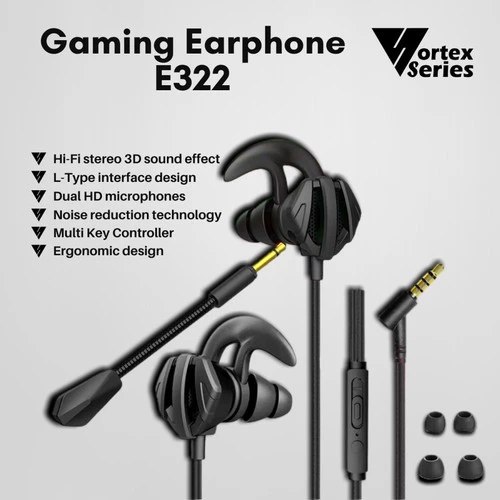 Gaming Earphone
E322
Vortex
Series
Hi-Fi stereo 3D sound effect
L-Type interface design
Dual HD microphones
Noise reduction technology
Multi Key Controller
Ergonomic design